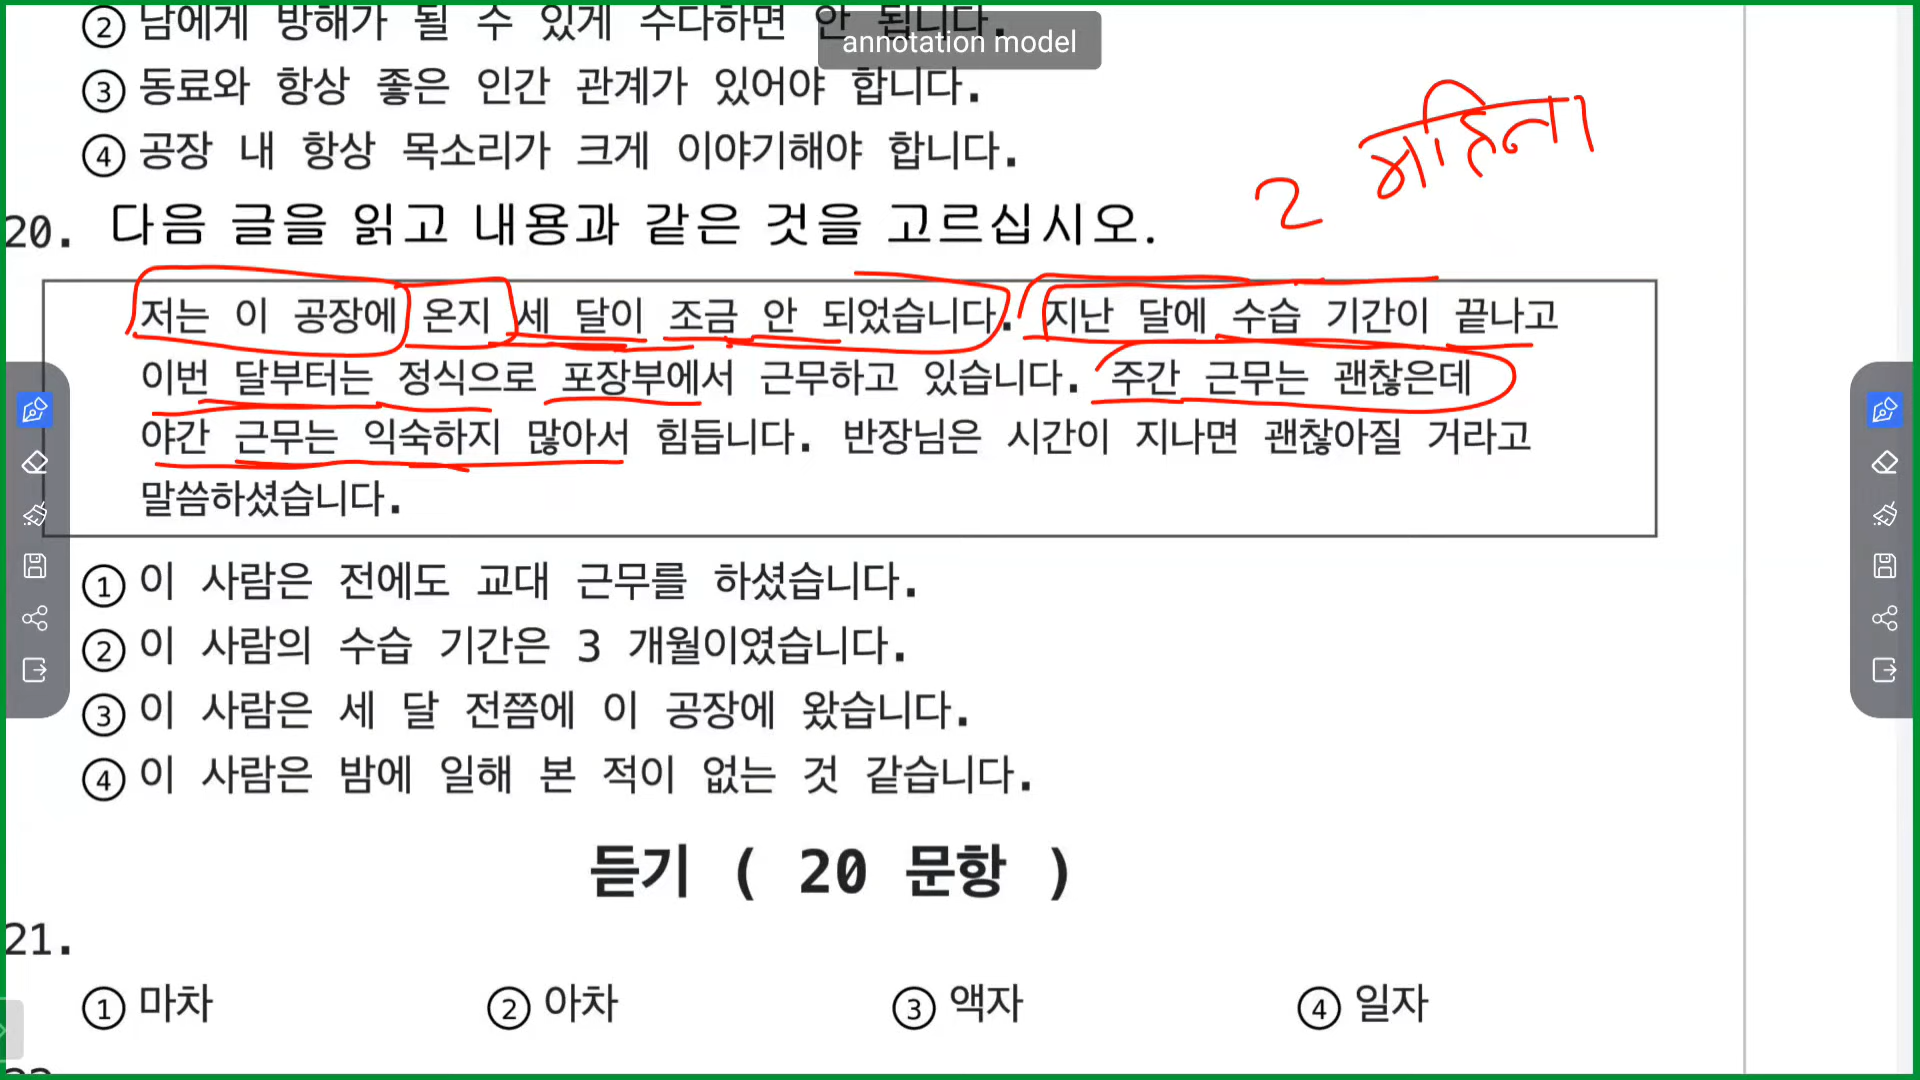 ② 남에게 방해가 될 수 있게 수다하면 안 됩니다.
annotation model
③ 동료와 항상 좋은 인간 관계가 있어야 합니다.
④ 공장 내 항상 목소리가 크게 이야기해야 합니다.
2 महिना
20. 다음 글을 읽고 내용과 같은 것을 고르십시오.
저는 이 공장에 온지 세 달이 조금 안 되었습니다. 지난 달에 수습 기간이 끝나고
이번 달부터는 정식으로 포장부에서 근무하고 있습니다. 주간 근무는 괜찮은데
야간 근무는 익숙하지 많아서 힘듭니다. 반장님은 시간이 지나면 괜찮아질 거라고
말씀하셨습니다.
① 이 사람은 전에도 교대 근무를 하셨습니다.
② 이 사람의 수습 기간은 3 개월이였습니다.
③ 이 사람은 세 달 전쯤에 이 공장에 왔습니다.
④ 이 사람은 밤에 일해 본 적이 없는 것 같습니다.
듣기 ( 20 문항 )
21.
① 마차 ② 아차 ③ 액자 ④ 일자